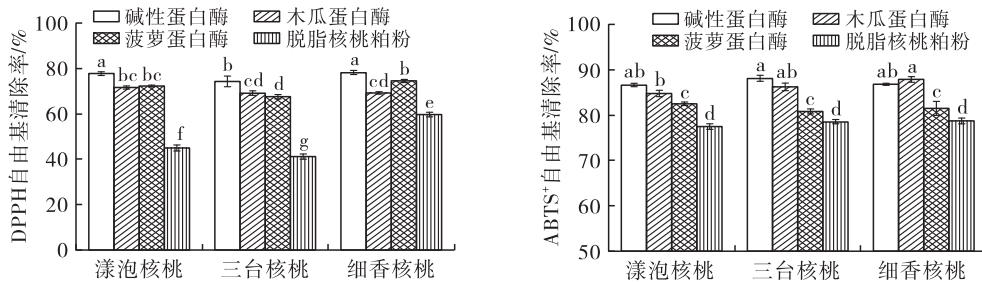 DPPH自由基清除率/%
100
80
60
40
20
0
碱性蛋白酶 木瓜蛋白酶
菠萝蛋白酶 脱脂核桃粕粉
a bc bc f
b cd d g
a cd b e
漾泡核桃 三台核桃 细香核桃
ABTS⁺自由基清除率/%
100
90
80
70
60
50
碱性蛋白酶 木瓜蛋白酶
菠萝蛋白酶 脱脂核桃粕粉
ab b c d
a ab c d
ab a c d
漾泡核桃 三台核桃 细香核桃